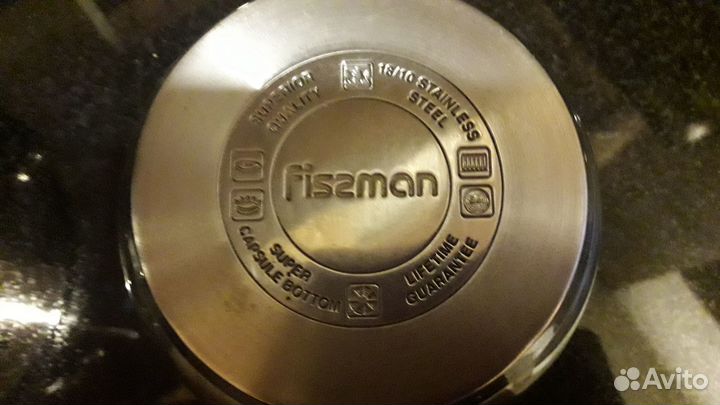 SUPERIOR
QUALITY
18/10 STAINLESS
STEEL
fissman
SUPER
CAPSULE BOTTOM
LIFETIME
GUARANTEE
Avito